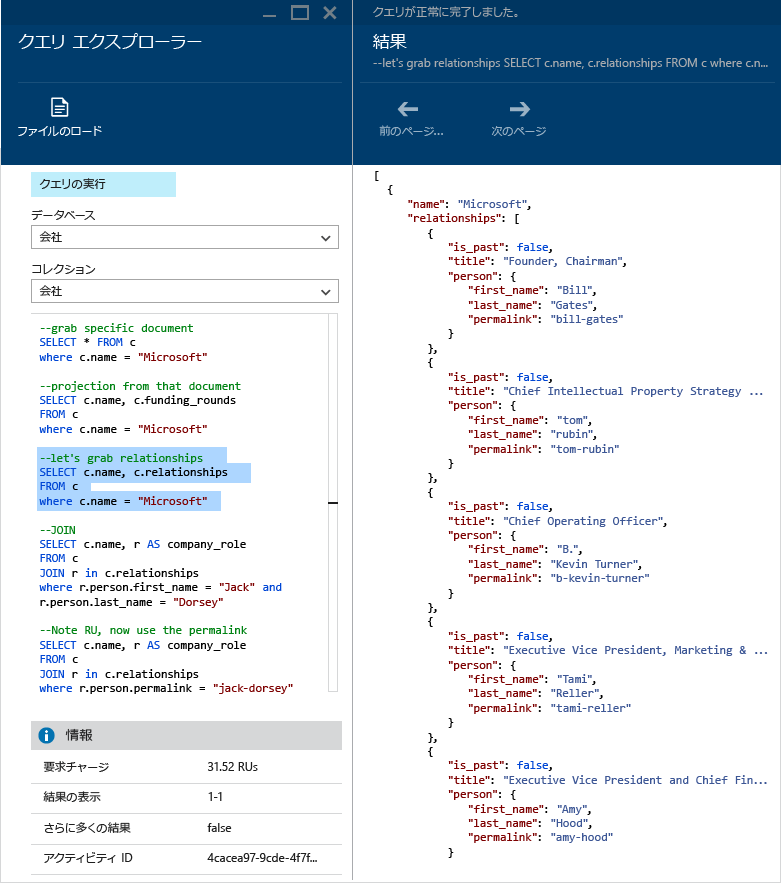 クエリ エクスプローラー
ファイルのロード
クエリの実行
データベース
会社
コレクション
会社
--grab specific document
SELECT * FROM c
where c.name = "Microsoft"
--projection from that document
SELECT c.name, c.funding_rounds
FROM c
where c.name = "Microsoft"
--let's grab relationships
SELECT c.name, c.relationships
FROM c
where c.name = "Microsoft"
--JOIN
SELECT c.name, r AS company_role
FROM c
JOIN r in c.relationships
where r.person.first_name = "Jack" and
r.person.last_name = "Dorsey"
--Note RU, now use the permalink
SELECT c.name, r AS company_role
FROM c
JOIN r in c.relationships
where r.person.permalink = "jack-dorsey"
情報
要求チャージ 31.52 RUs
結果の表示 1-1
さらに多くの結果 false
アクティビティ ID 4cacea97-9cde-4f7f...
クエリが正常に完了しました。
結果
--let's grab relationships SELECT c.name, c.relationships FROM c where c.n...
前のページ...
次のページ
[
{
"name": "Microsoft",
"relationships": [
{
"is_past": false,
"title": "Founder, Chairman",
"person": {
"first_name": "Bill",
"last_name": "Gates",
"permalink": "bill-gates"
}
},
{
"is_past": false,
"title": "Chief Intellectual Property Strategy ...
"person": {
"first_name": "tom",
"last_name": "rubin",
"permalink": "tom-rubin"
}
},
{
"is_past": false,
"title": "Chief Operating Officer",
"person": {
"first_name": "B.",
"last_name": "Kevin Turner",
"permalink": "b-kevin-turner"
}
},
{
"is_past": false,
"title": "Executive Vice President, Marketing & ...
"person": {
"first_name": "Tami",
"last_name": "Reller",
"permalink": "tami-reller"
}
},
{
"is_past": false,
"title": "Executive Vice President and Chief Fin...
"person": {
"first_name": "Amy",
"last_name": "Hood",
"permalink": "amy-hood"
}